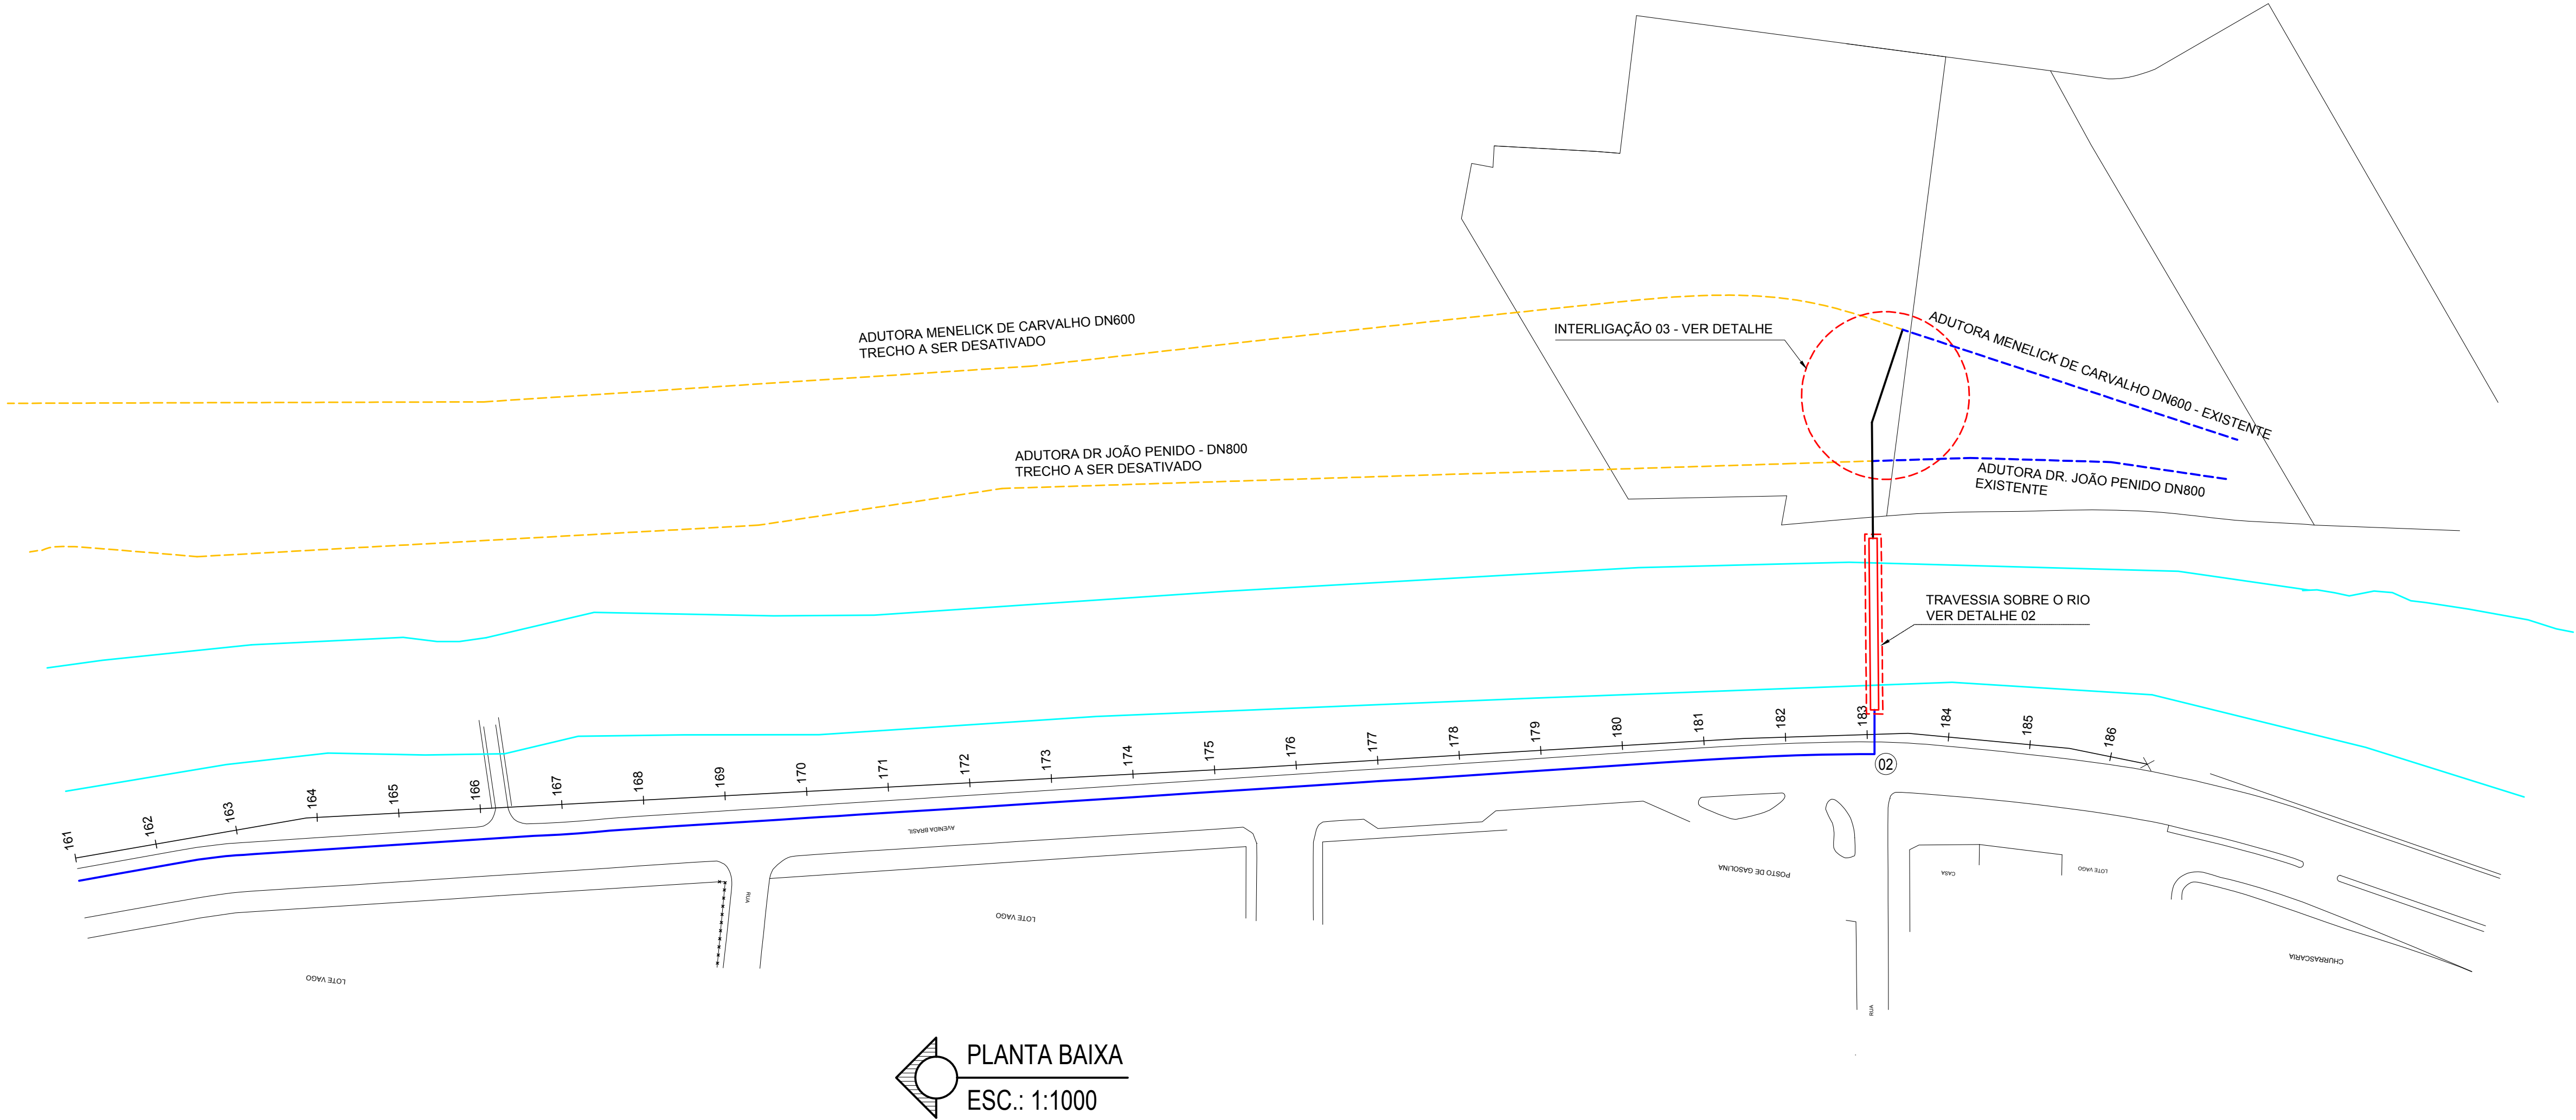 ADUTORA MENELICK DE CARVALHO DN600
TRECHO A SER DESATIVADO
INTERLIGAÇÃO 03 - VER DETALHE
ADUTORA MENELICK DE CARVALHO DN600 - EXISTENTE
ADUTORA DR JOÃO PENIDO - DN800
TRECHO A SER DESATIVADO
ADUTORA DR. JOÃO PENIDO DN800
EXISTENTE
TRAVESSIA SOBRE O RIO
VER DETALHE 02
161
162
163
164
165
166
167
168
169
170
171
172
173
174
175
176
177
178
179
180
181
182
183
184
185
186
02
AVENIDA BRASIL
RUA
LOTE VAGO
LOTE VAGO
POSTO DE GASOLINA
CASA
LOTE VAGO
CHURRASCARIA
RUA
PLANTA BAIXA
ESC.: 1:1000